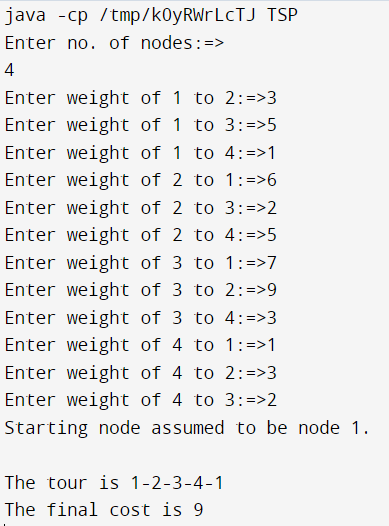 java -cp /tmp/kOyRWrLcTJ TSP
Enter no. of nodes:=>
4
Enter weight of 1 to 2:=>3
Enter weight of 1 to 3:=>5
Enter weight of 1 to 4:=>1
Enter weight of 2 to 1:=>6
Enter weight of 2 to 3:=>2
Enter weight of 2 to 4:=>5
Enter weight of 3 to 1:=>7
Enter weight of 3 to 2:=>9
Enter weight of 3 to 4:=>3
Enter weight of 4 to 1:=>1
Enter weight of 4 to 2:=>3
Enter weight of 4 to 3:=>2
Starting node assumed to be node 1.
The tour is 1-2-3-4-1
The final cost is 9